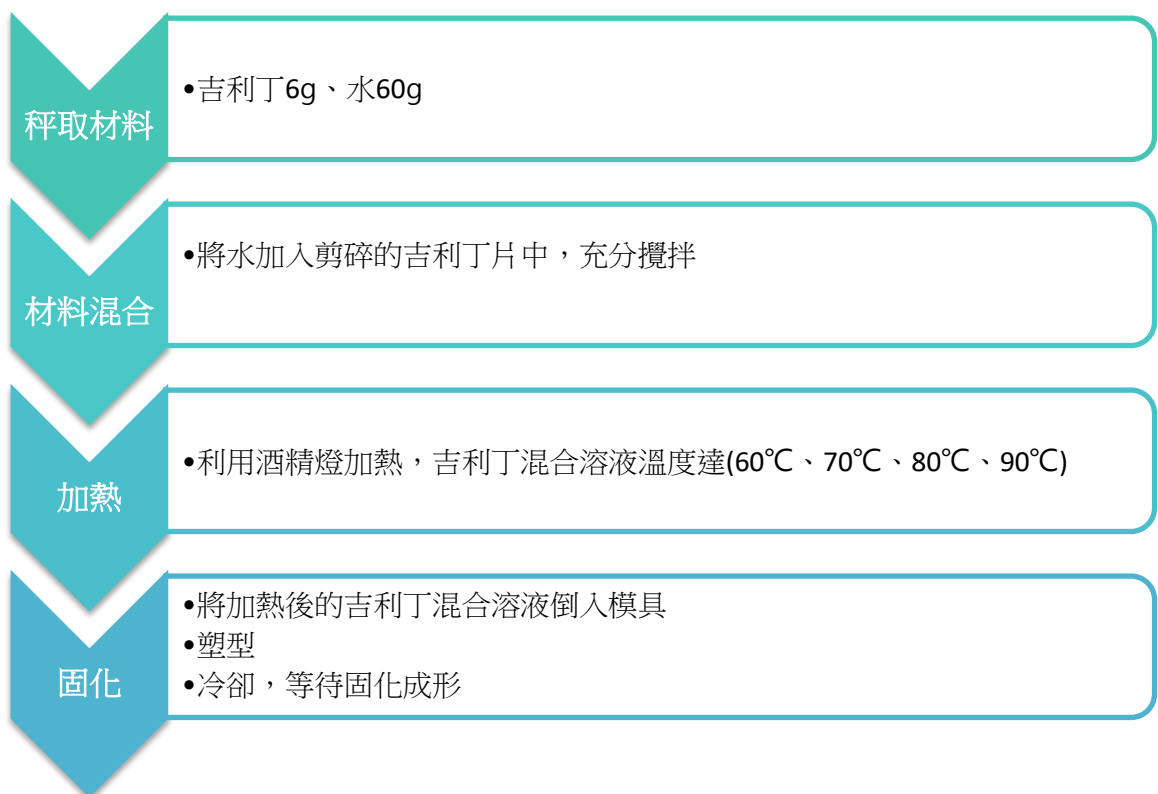 秤取材料
•吉利丁6g、水60g
材料混合
•將水加入剪碎的吉利丁片中，充分攪拌
加熱
•利用酒精燈加熱，吉利丁混合溶液溫度達(60℃、70℃、80℃、90℃)
固化
•將加熱後的吉利丁混合溶液倒入模具
•塑型
•冷卻，等待固化成形